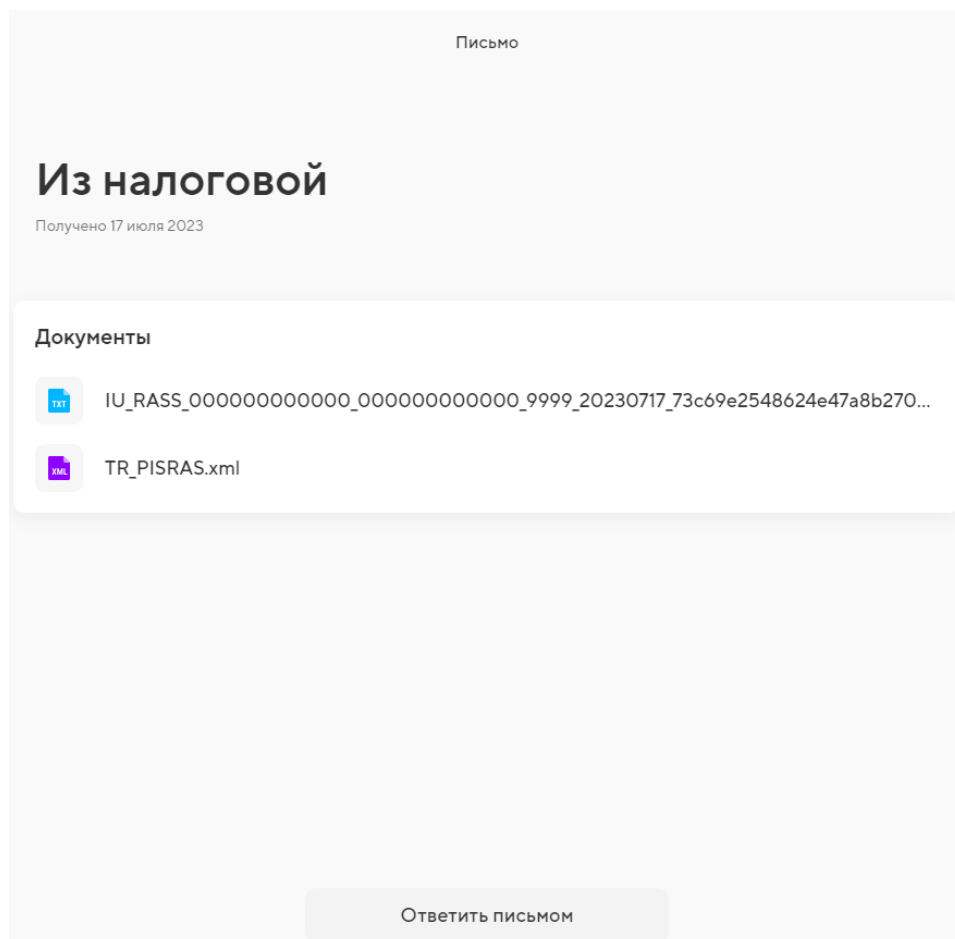 Письмо
Из налоговой
Получено 17 июля 2023
Документы
TXT
IU_RASS_000000000000_000000000000_9999_20230717_73c69e2548624e47a8b270...
XML
TR_PISRAS.xml
Ответить письмом